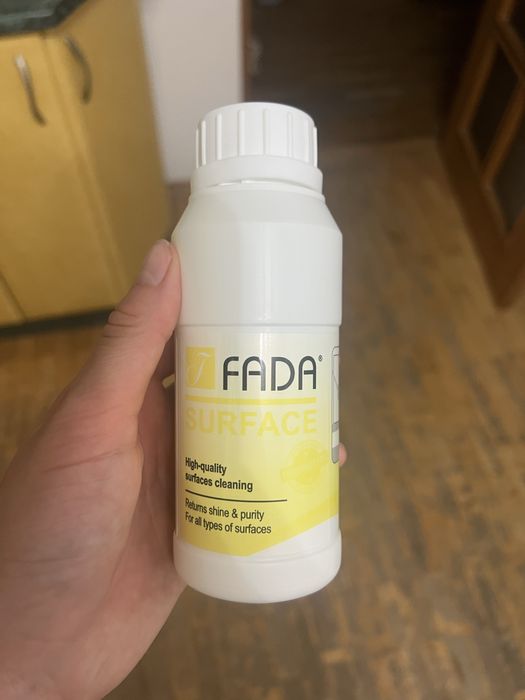 FADA®
SURFACE
High-quality
surfaces cleaning
Returns shine & purity
For all types of surfaces